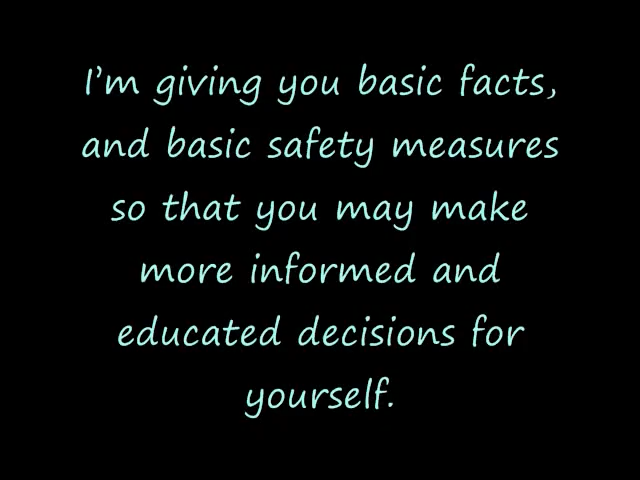 I'm giving you basic facts,
and basic safety measures
so that you may make
more informed and
educated decisions for
yourself.